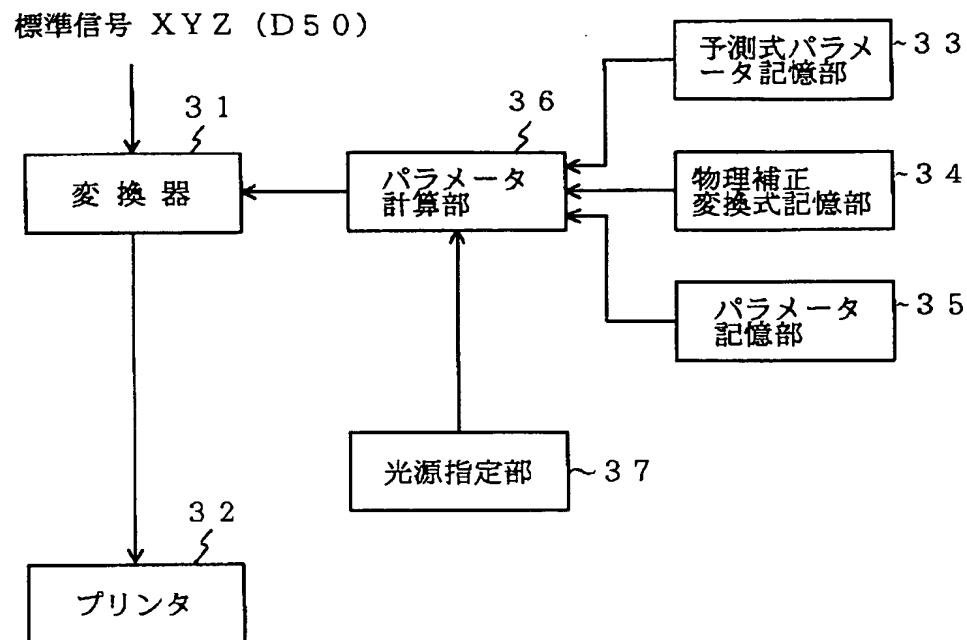 標準信号 ＸＹＺ（Ｄ５０）
３１
変 換 器
３６
パラメータ
計算部
予測式パラメ
ータ記憶部
３３
物理補正
変換式記憶部
３４
パラメータ
記憶部
３５
光源指定部
３７
３２
プリンタ